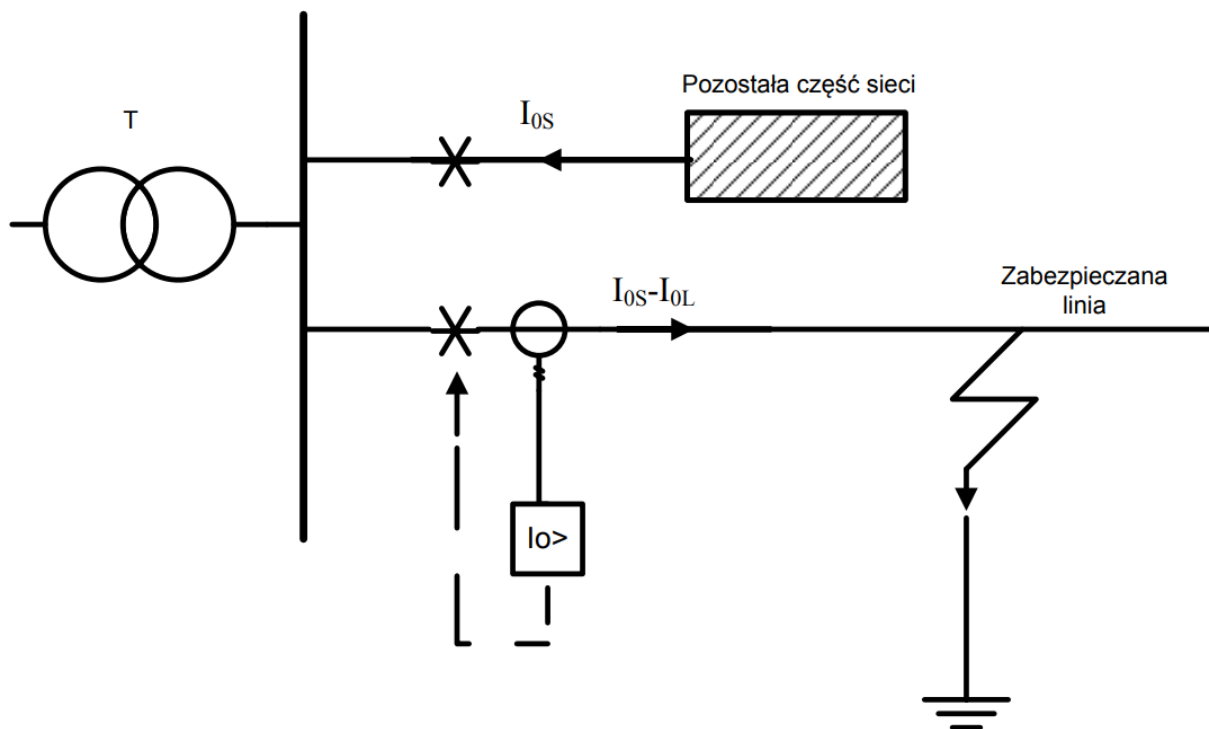 Pozostała część sieci
T
I0S
Zabezpieczana
linia
I0S-I0L
Io>